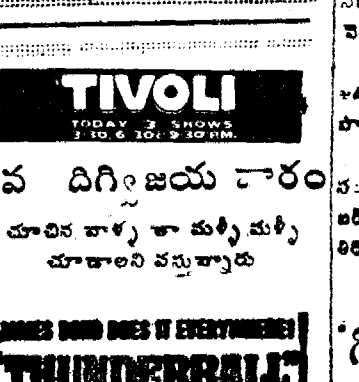 TIVOLI
TODAY 3 SHOWS
3 30, 6 30 & 9 30 P.M.
వ దిగ్విజయ వారం
చూచిన వాళ్ళ మళ్ళీ మళ్ళీ
చూడాలని వస్తున్నారు
JAMES BOND DOES IT EVERYWHERE!
"THUNDERBALL"